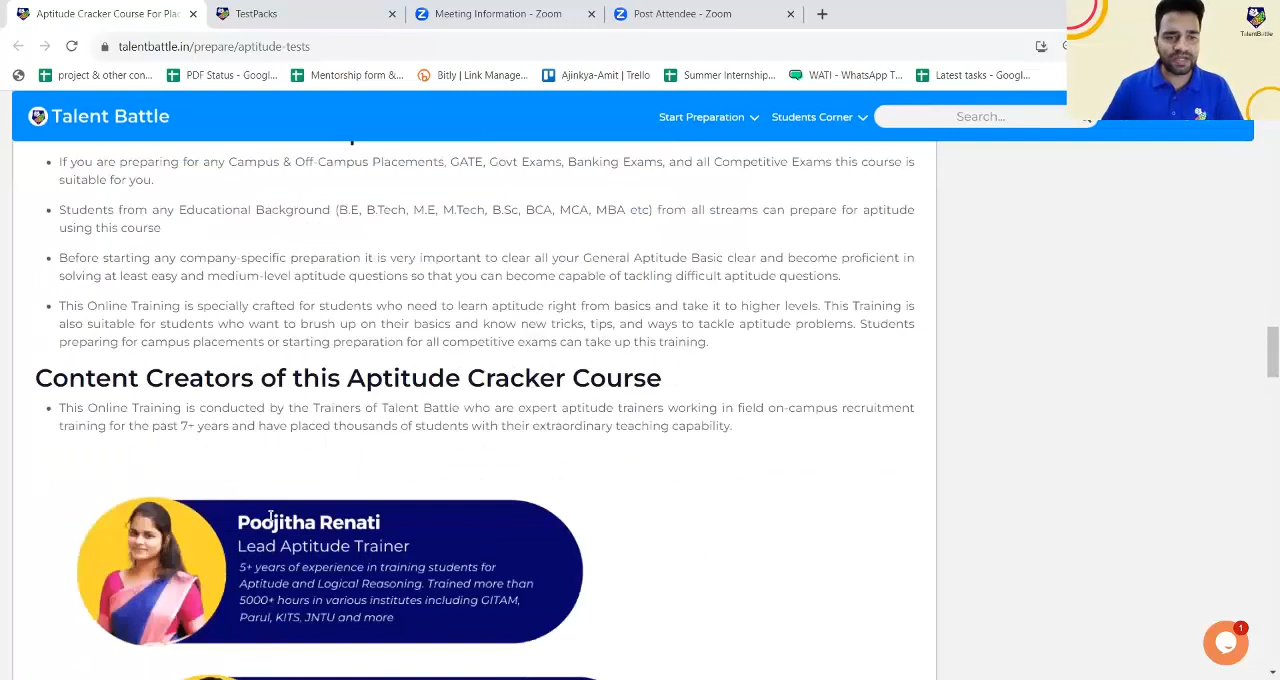 Aptitude Cracker Course For Pla
TestPacks
Meeting Information - Zoom
Post Attendee - Zoom
talentbattle.in/prepare/aptitude-tests
TalentBattle
project & other con...
PDF Status - Googl...
Mentorship form &...
Bitly | Link Manage...
Ajinkya-Amit | Trello
Summer Internship...
WATI - WhatsApp T...
Latest tasks - Googl...
Talent Battle
Start Preparation
Students Corner
Search...
If you are preparing for any Campus & Off-Campus Placements, GATE, Govt Exams, Banking Exams, and all Competitive Exams this course is
suitable for you.
Students from any Educational Background (B.E, B.Tech, M.E, M.Tech, B.Sc, BCA, MCA, MBA etc) from all streams can prepare for aptitude
using this course
Before starting any company-specific preparation it is very important to clear all your General Aptitude Basic clear and become proficient in
solving at least easy and medium-level aptitude questions so that you can become capable of tackling difficult aptitude questions.
This Online Training is specially crafted for students who need to learn aptitude right from basics and take it to higher levels. This Training is
also suitable for students who want to brush up on their basics and know new tricks, tips, and ways to tackle aptitude problems. Students
preparing for campus placements or starting preparation for all competitive exams can take up this training.
Content Creators of this Aptitude Cracker Course
This Online Training is conducted by the Trainers of Talent Battle who are expert aptitude trainers working in field on-campus recruitment
training for the past 7+ years and have placed thousands of students with their extraordinary teaching capability.
Poojitha Renati
Lead Aptitude Trainer
5+ years of experience in training students for
Aptitude and Logical Reasoning. Trained more than
5000+ hours in various institutes including GITAM,
Parul, KITS, JNTU and more
1